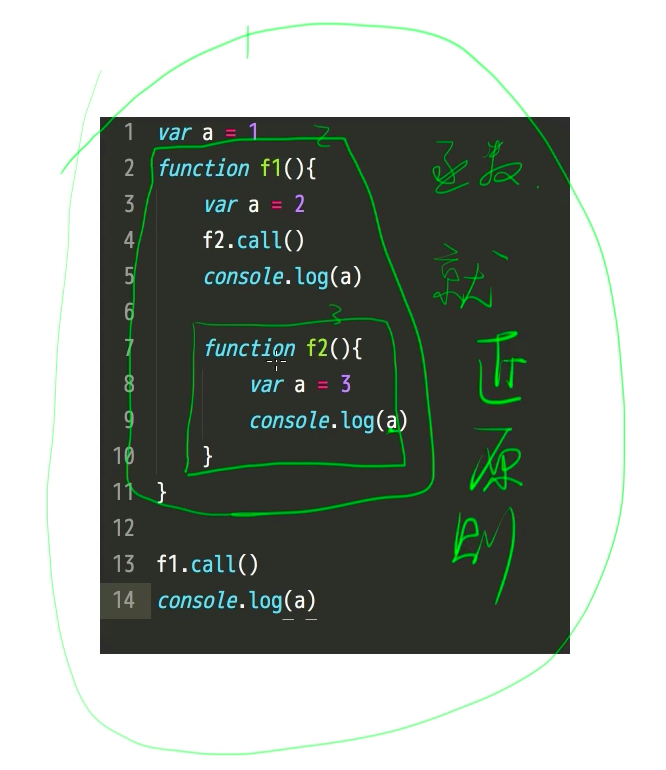 1
1 var a = 1
2
2 function f1(){
3     var a = 2
4     f2.call()
5     console.log(a)
6
3
7     function f2(){
8         var a = 3
9         console.log(a)
10     }
11 }
12
13 f1.call()
14 console.log(a)
函数.
就
近
原
则